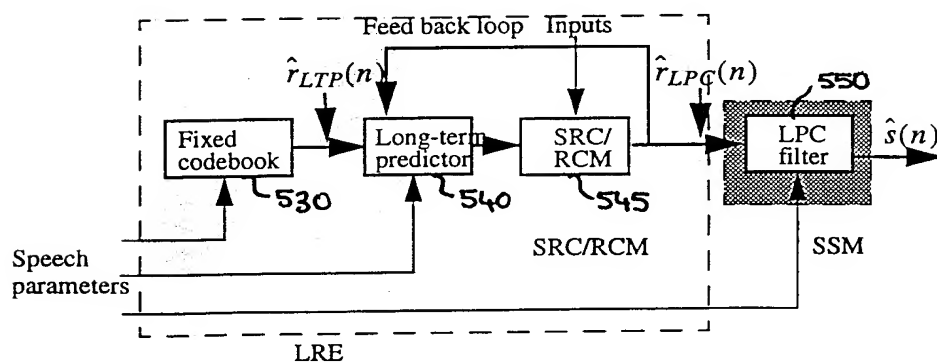 Feed back loop Inputs
r̂LTP(n)
r̂LPC(n)
550
Fixed
codebook
Long-term
predictor
SRC/
RCM
LPC
filter
ŝ(n)
530
540
545
SRC/RCM
SSM
Speech
parameters
LRE